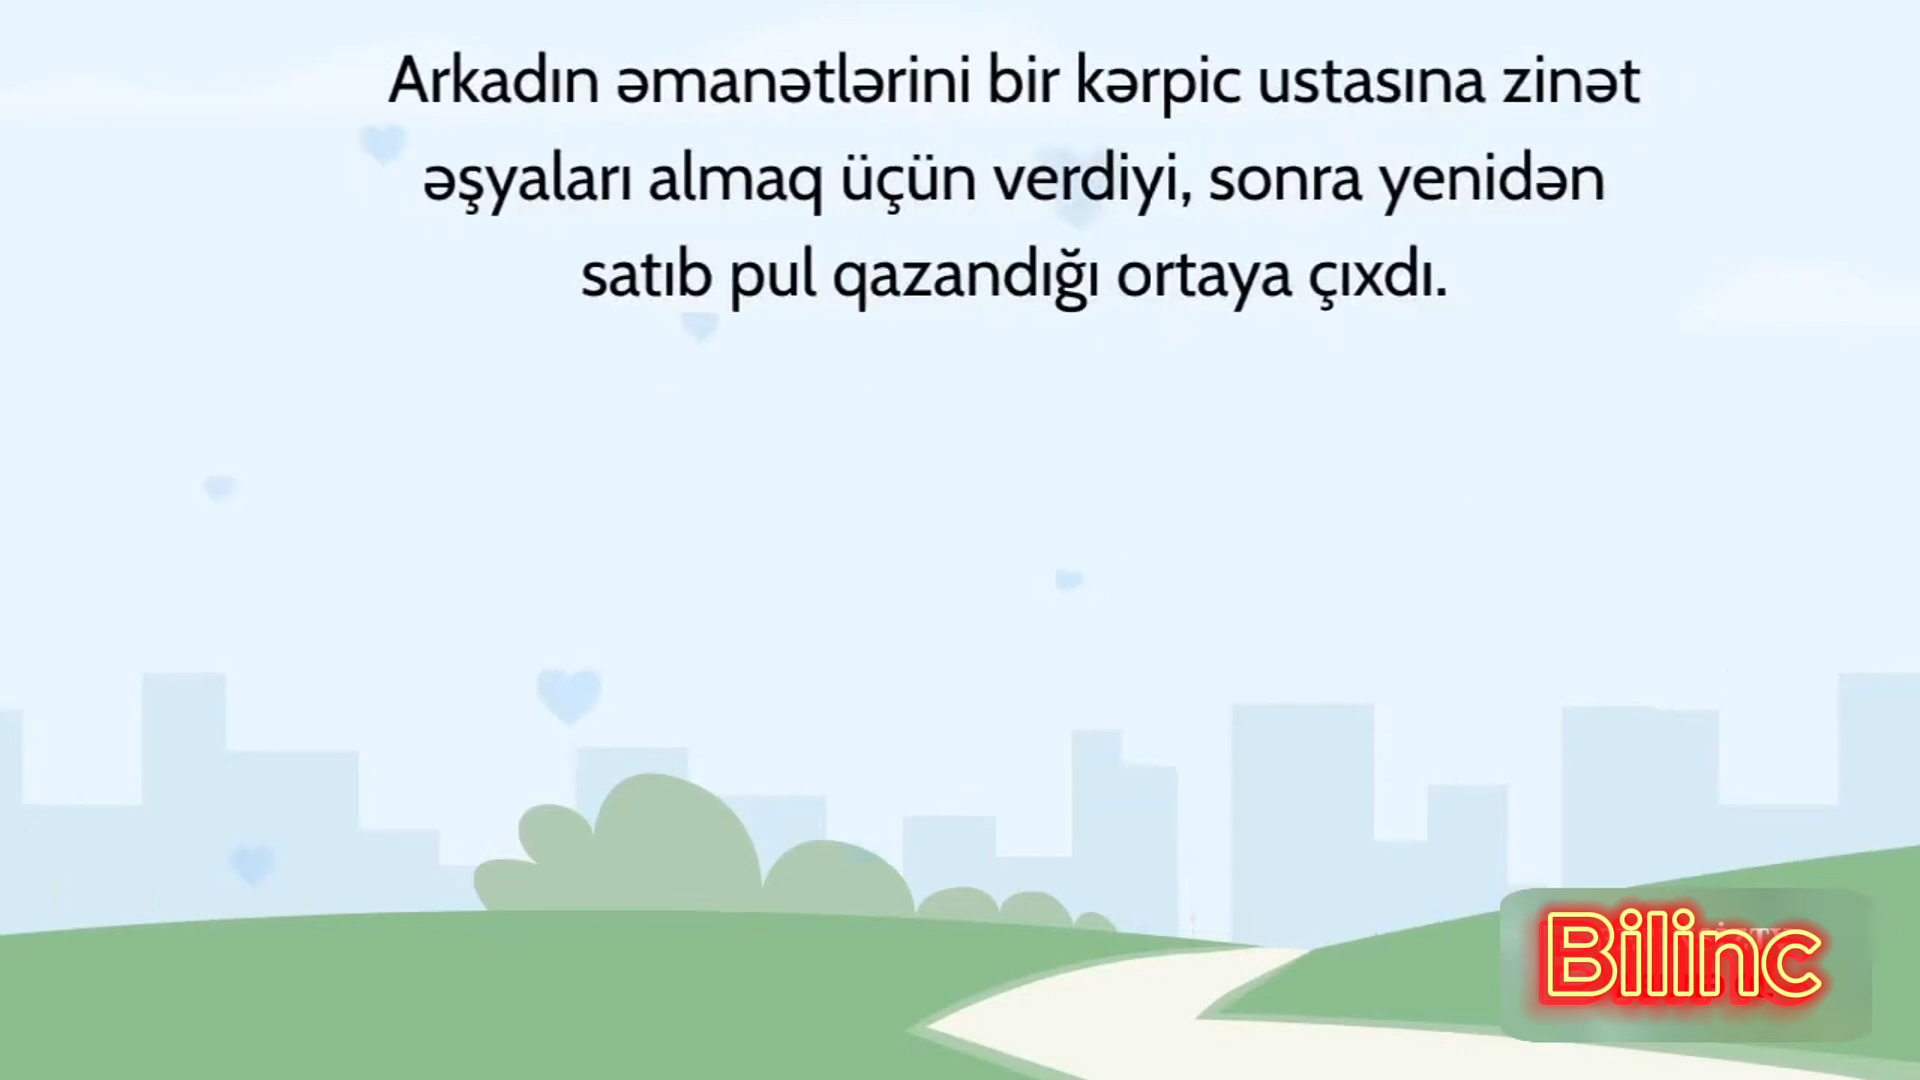 Arkadın əmanətlərini bir kərpic ustasına zinət
əşyaları almaq üçün verdiyi, sonra yenidən
satıb pul qazandığı ortaya çıxdı.
Bilinc